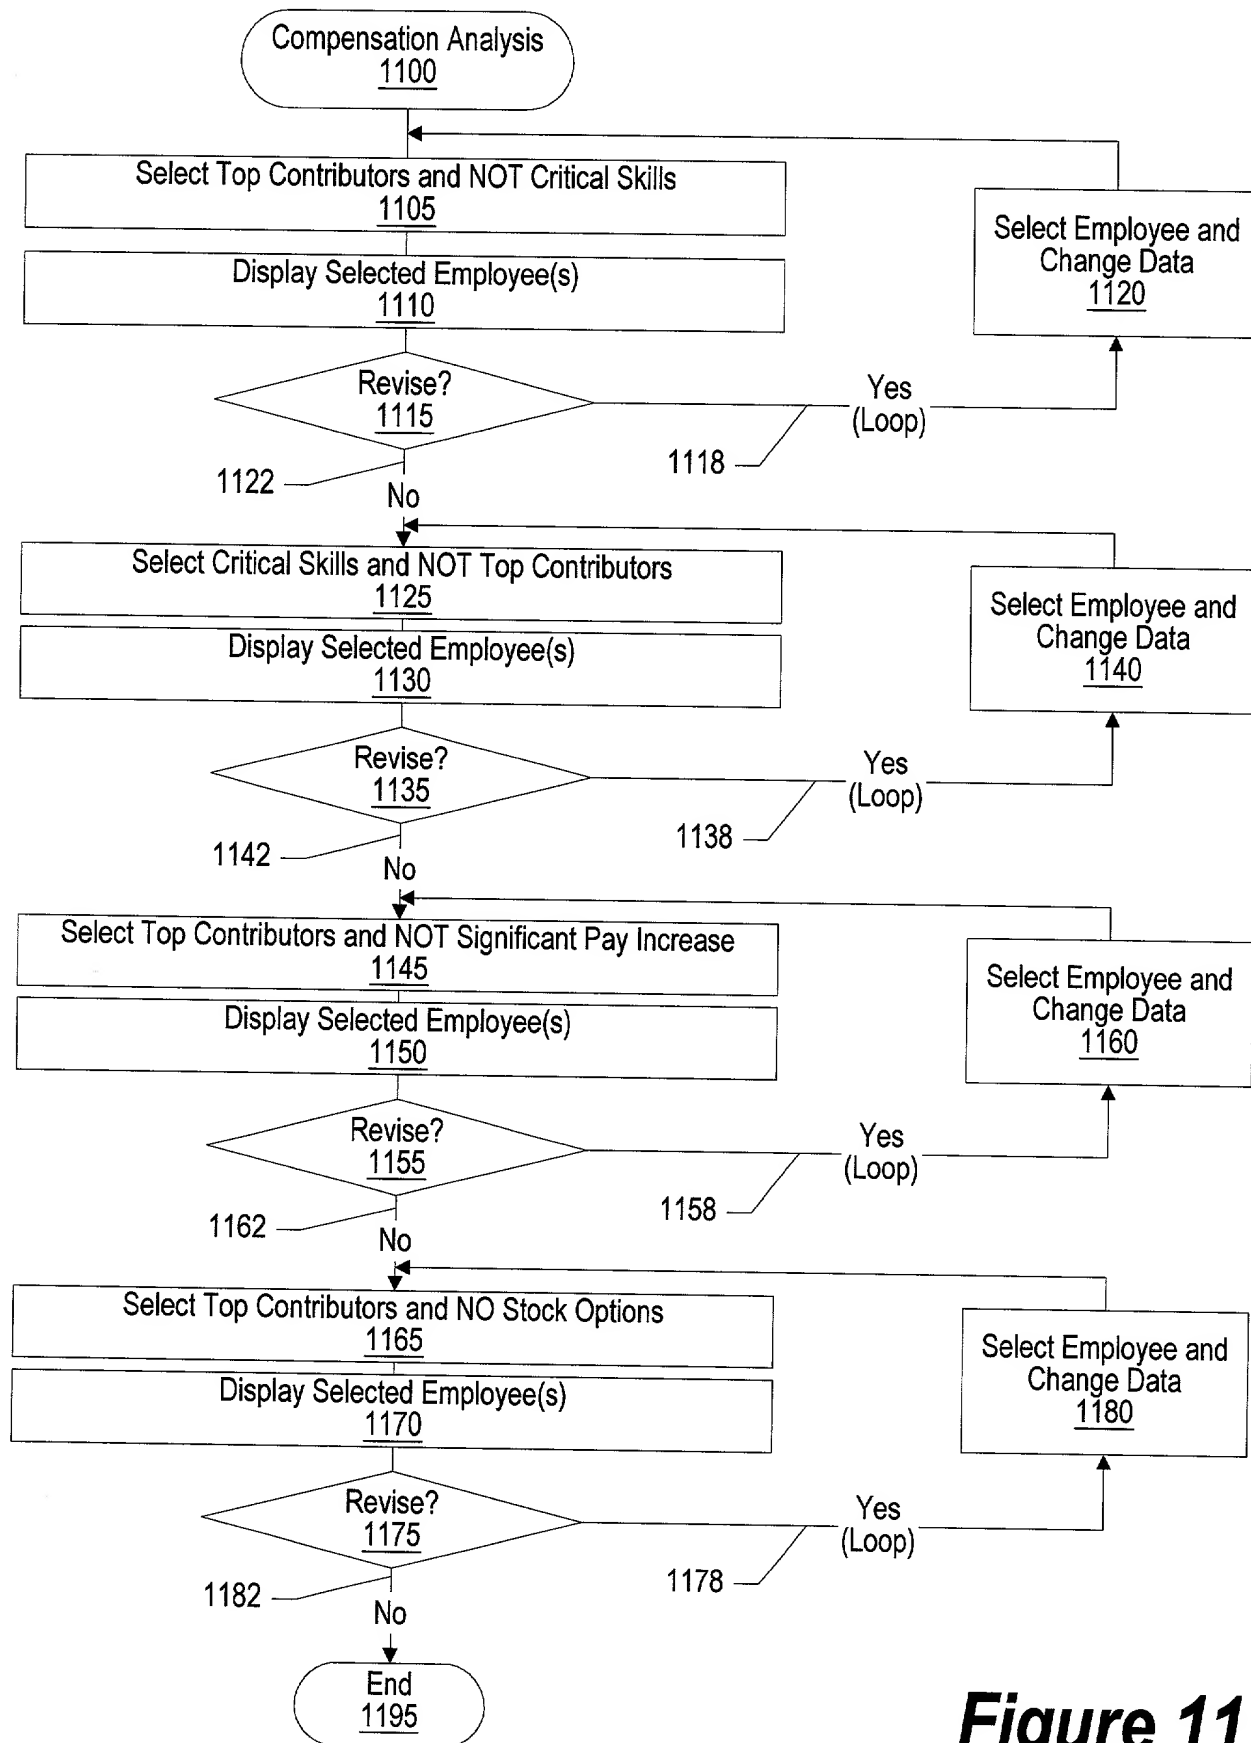 Compensation Analysis
1100
Select Top Contributors and NOT Critical Skills
1105
Select Employee and
Change Data
1120
Display Selected Employee(s)
1110
Revise?
1115
Yes
(Loop)
1118
1122
No
Select Critical Skills and NOT Top Contributors
1125
Select Employee and
Change Data
1140
Display Selected Employee(s)
1130
Revise?
1135
Yes
(Loop)
1138
1142
No
Select Top Contributors and NOT Significant Pay Increase
1145
Select Employee and
Change Data
1160
Display Selected Employee(s)
1150
Revise?
1155
Yes
(Loop)
1158
1162
No
Select Top Contributors and NO Stock Options
1165
Select Employee and
Change Data
1180
Display Selected Employee(s)
1170
Revise?
1175
Yes
(Loop)
1178
1182
No
End
1195
Figure 11